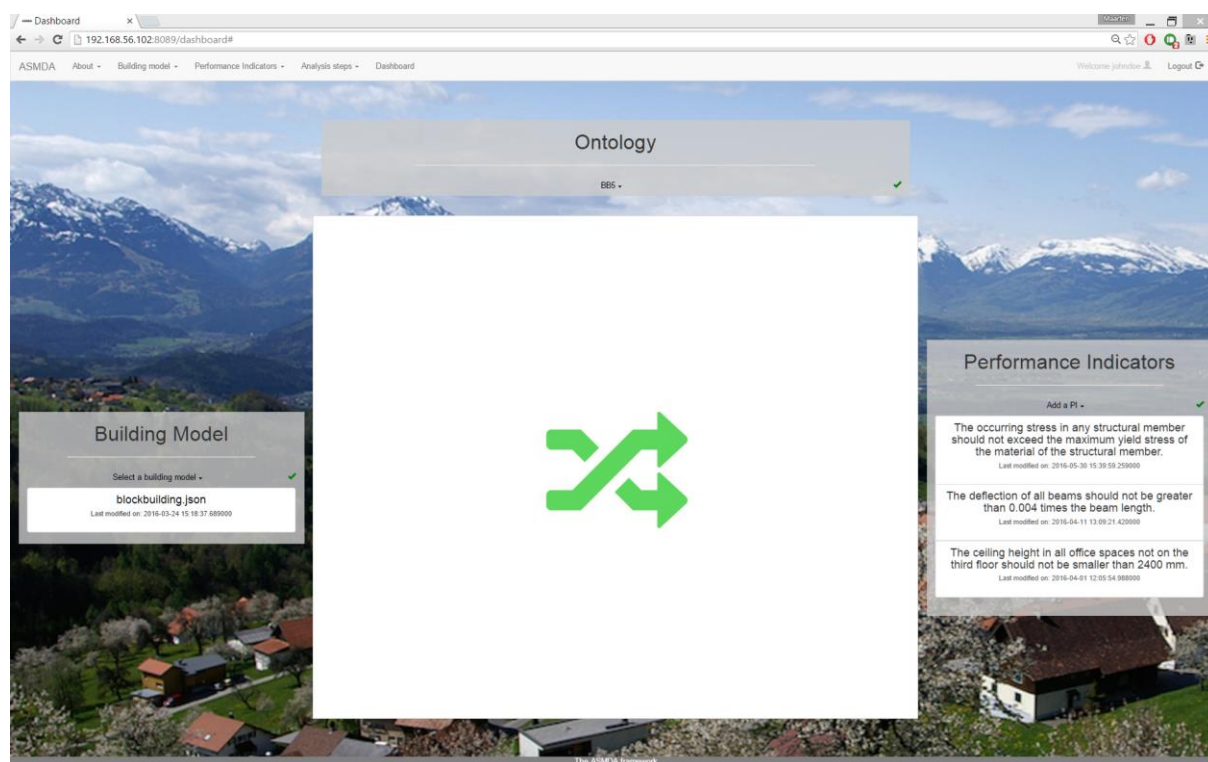 Dashboard
Maarten
192.168.56.102:8089/dashboard#
ASMDA About Building model Performance Indicators Analysis steps Dashboard Welcome johndoe Logout
Ontology
BB5
Building Model
Select a building model
blockbuilding.json
Last modified on: 2016-03-24 15:18:37.689000
Performance Indicators
Add a PI
The occurring stress in any structural member
should not exceed the maximum yield stress of
the material of the structural member.
Last modified on: 2016-05-30 15:39:59.259000
The deflection of all beams should not be greater
than 0.004 times the beam length.
Last modified on: 2016-04-11 13:09:21.420000
The ceiling height in all office spaces not on the
third floor should not be smaller than 2400 mm.
Last modified on: 2016-04-01 12:05:54.988000
The ASMDA framework